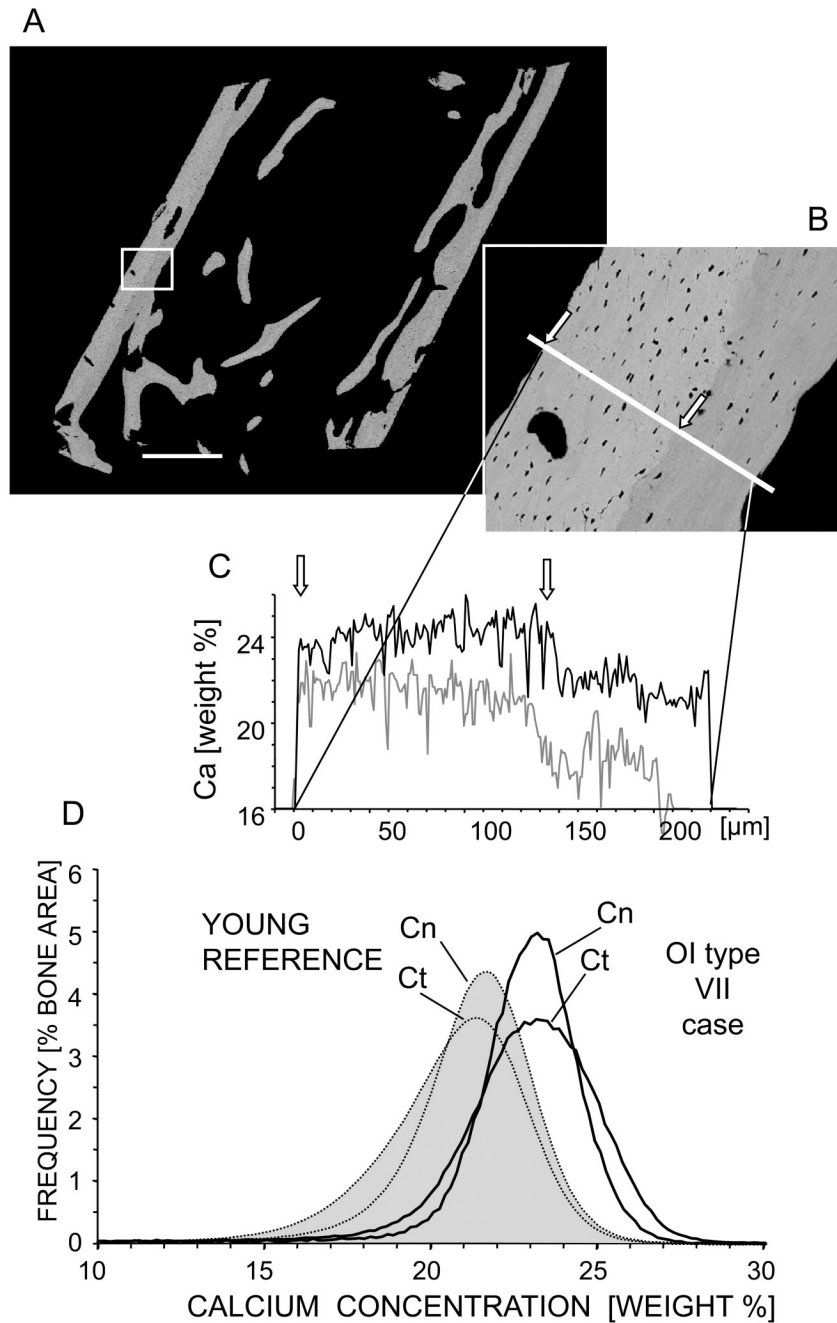 A
B
C
24
20
16
Ca [weight %]
0 50 100 150 200 [µm]
D
6
5
4
3
2
1
0
FREQUENCY [% BONE AREA]
YOUNG
REFERENCE
Cn
Ct
Cn
Ct
OI type
VII
case
10 15 20 25 30
CALCIUM CONCENTRATION [WEIGHT %]